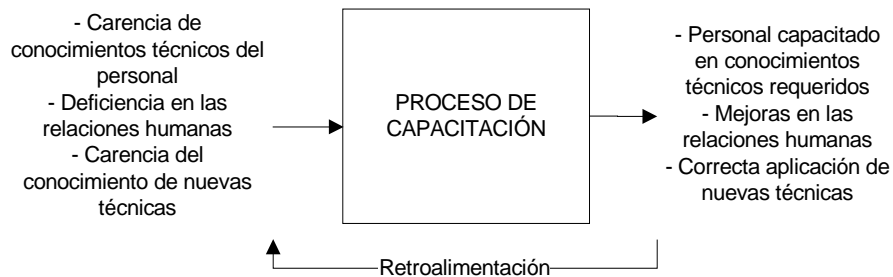 - Carencia de
conocimientos técnicos del
personal
- Deficiencia en las
relaciones humanas
- Carencia del
conocimiento de nuevas
técnicas
PROCESO DE
CAPACITACIÓN
- Personal capacitado
en conocimientos
técnicos requeridos
- Mejoras en las
relaciones humanas
- Correcta aplicación de
nuevas técnicas
Retroalimentación